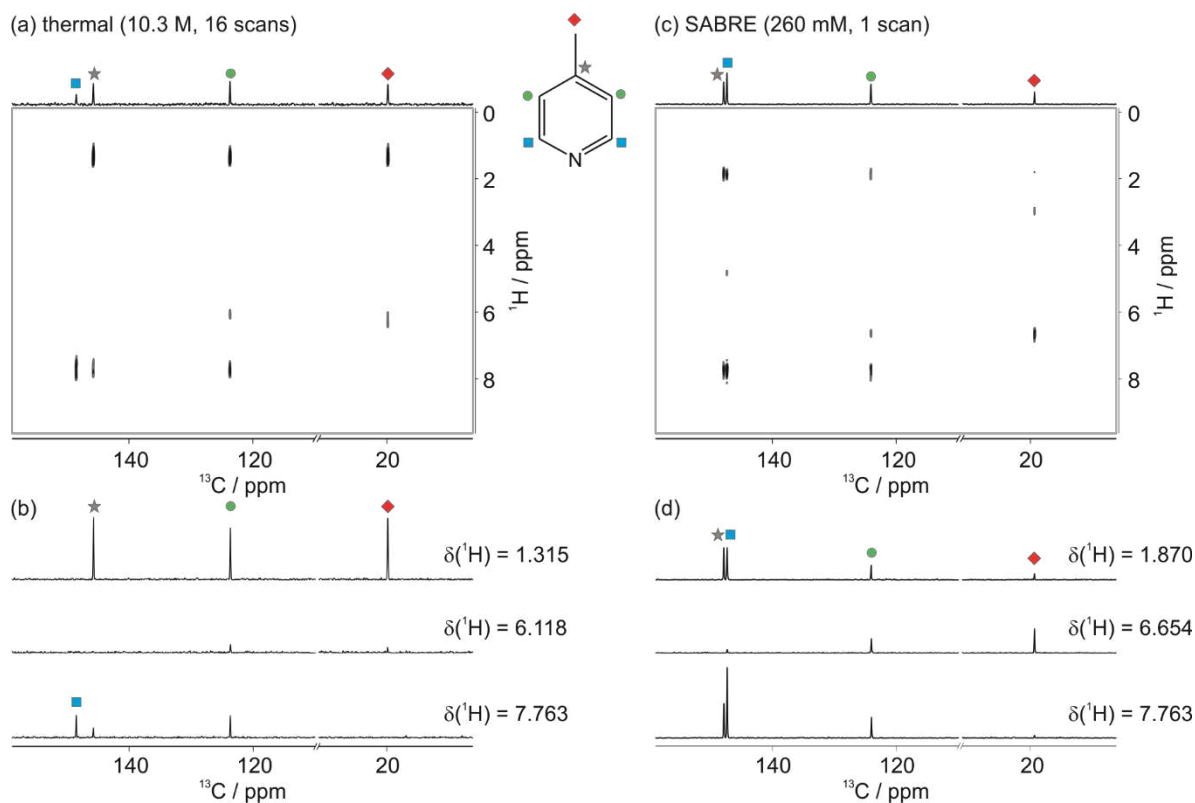 (a) thermal (10.3 M, 16 scans)
N
0
2
4
6
8
¹H / ppm
140
120
20
¹³C / ppm
(b)
δ(¹H) = 1.315
δ(¹H) = 6.118
δ(¹H) = 7.763
140
120
20
¹³C / ppm
(c) SABRE (260 mM, 1 scan)
0
2
4
6
8
¹H / ppm
140
120
20
¹³C / ppm
(d)
δ(¹H) = 1.870
δ(¹H) = 6.654
δ(¹H) = 7.763
140
120
20
¹³C / ppm